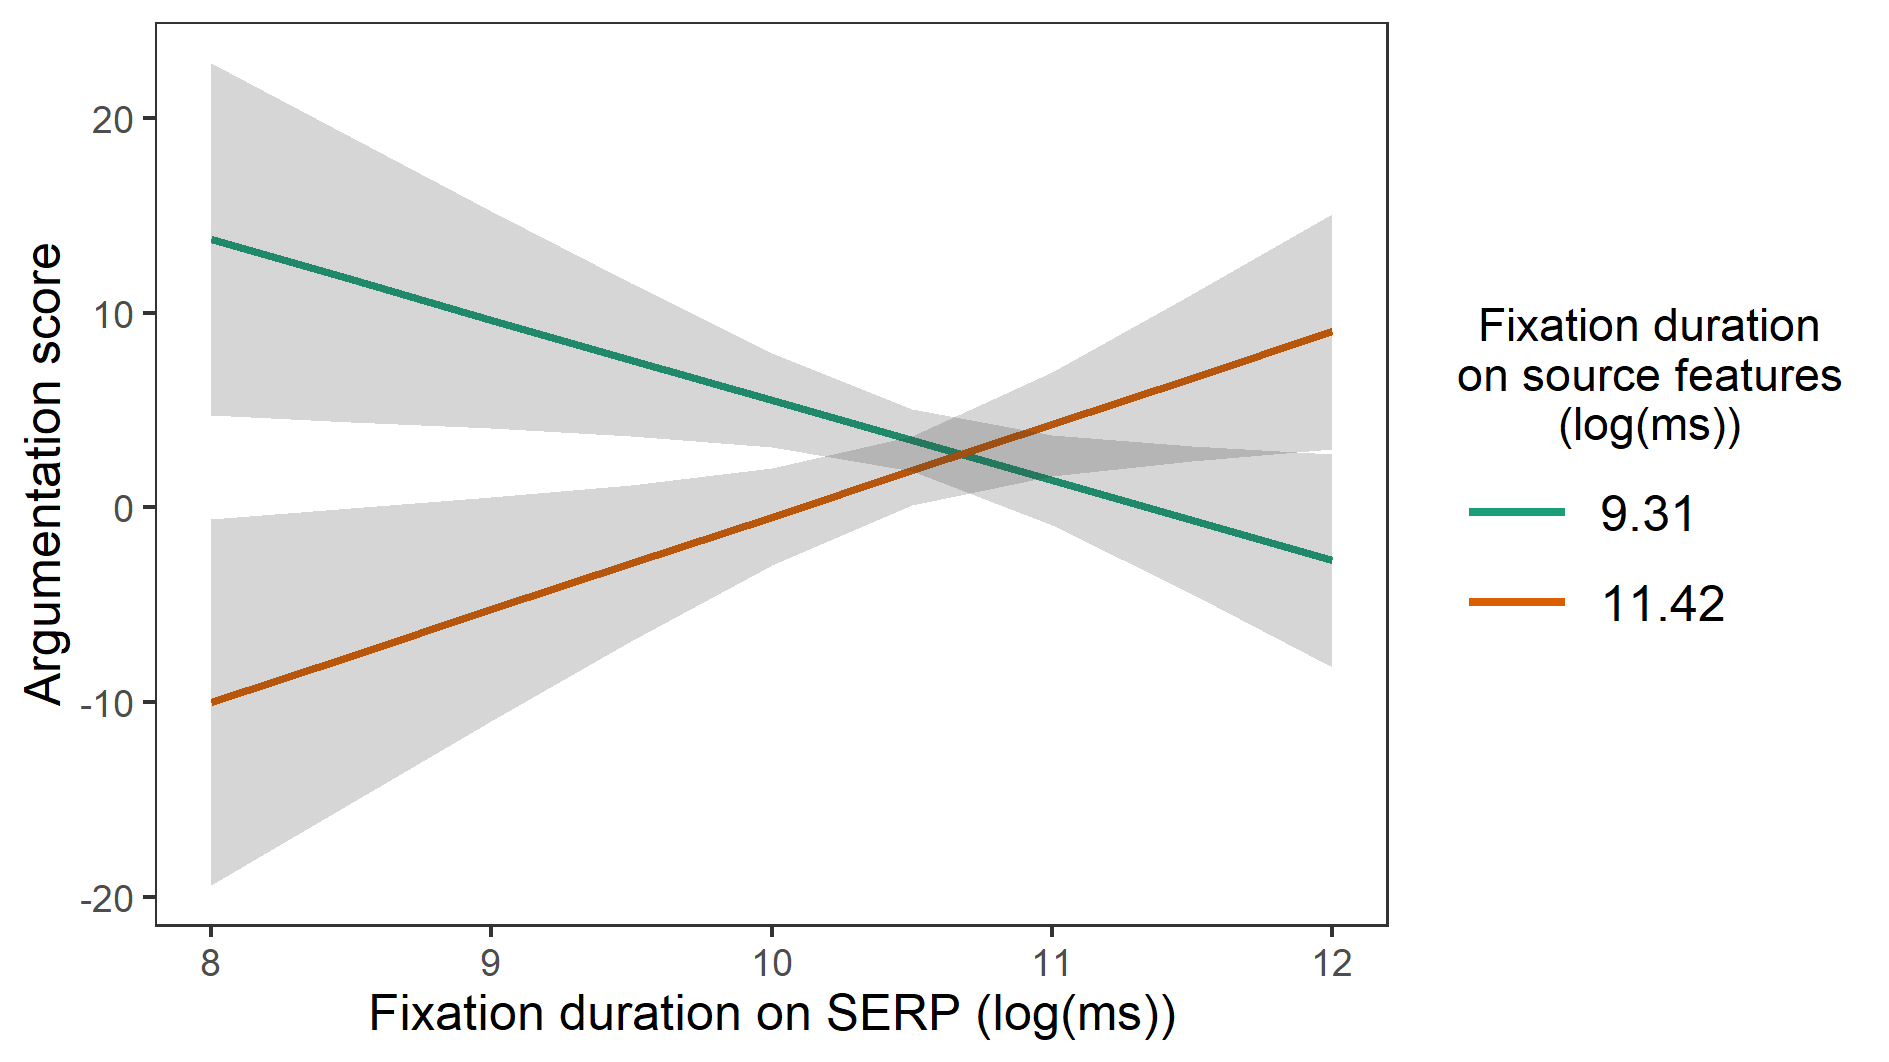 20
10
0
-10
-20
Argumentation score
8
9
10
11
12
Fixation duration on SERP (log(ms))
Fixation duration
on source features
(log(ms))
9.31
11.42